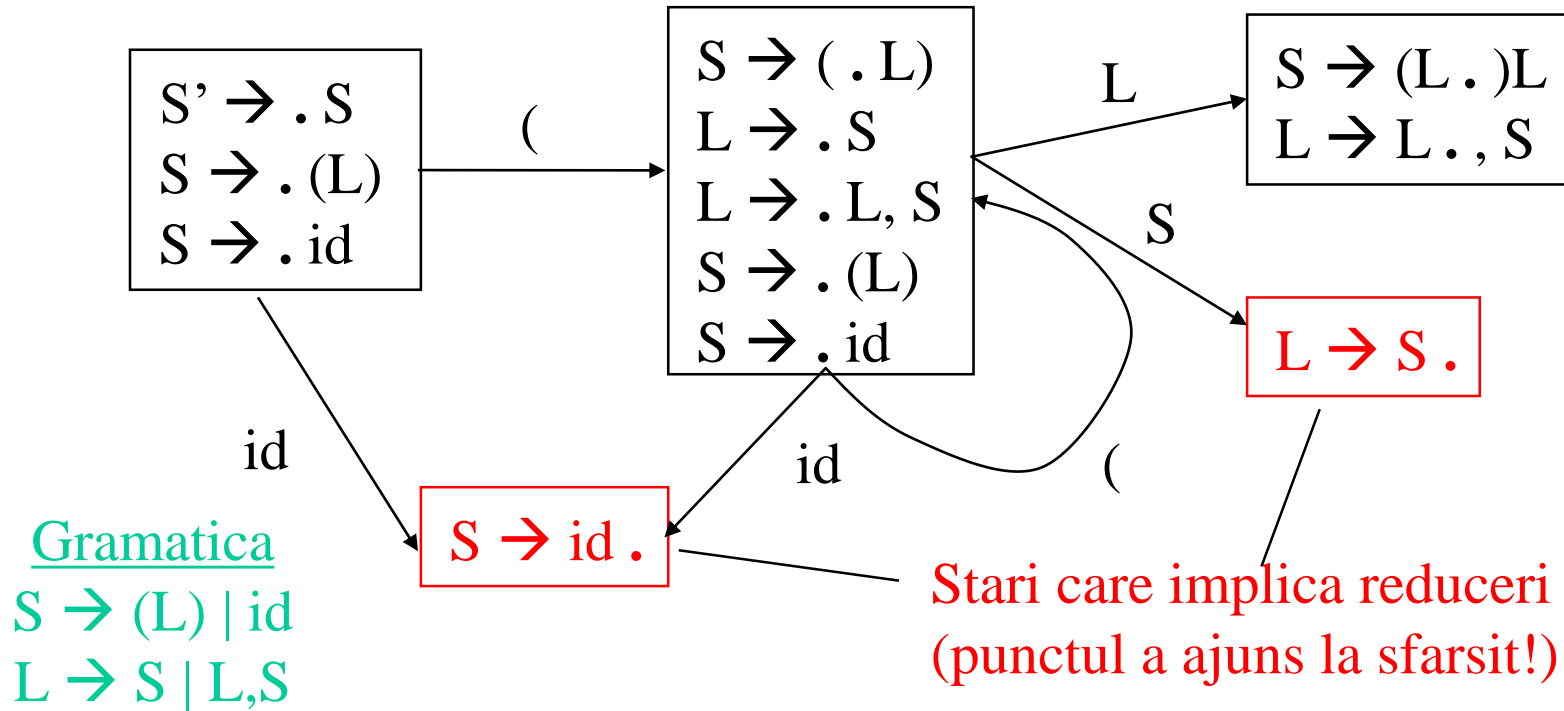 S' → . S
S → . (L)
S → . id
(
S → ( . L)
L → . S
L → . L, S
S → . (L)
S → . id
L
S → (L . )L
L → L . , S
S
L → S .
id
id
(
S → id .
Gramatica
S → (L) | id
L → S | L,S
Stari care implica reduceri
(punctul a ajuns la sfarsit!)